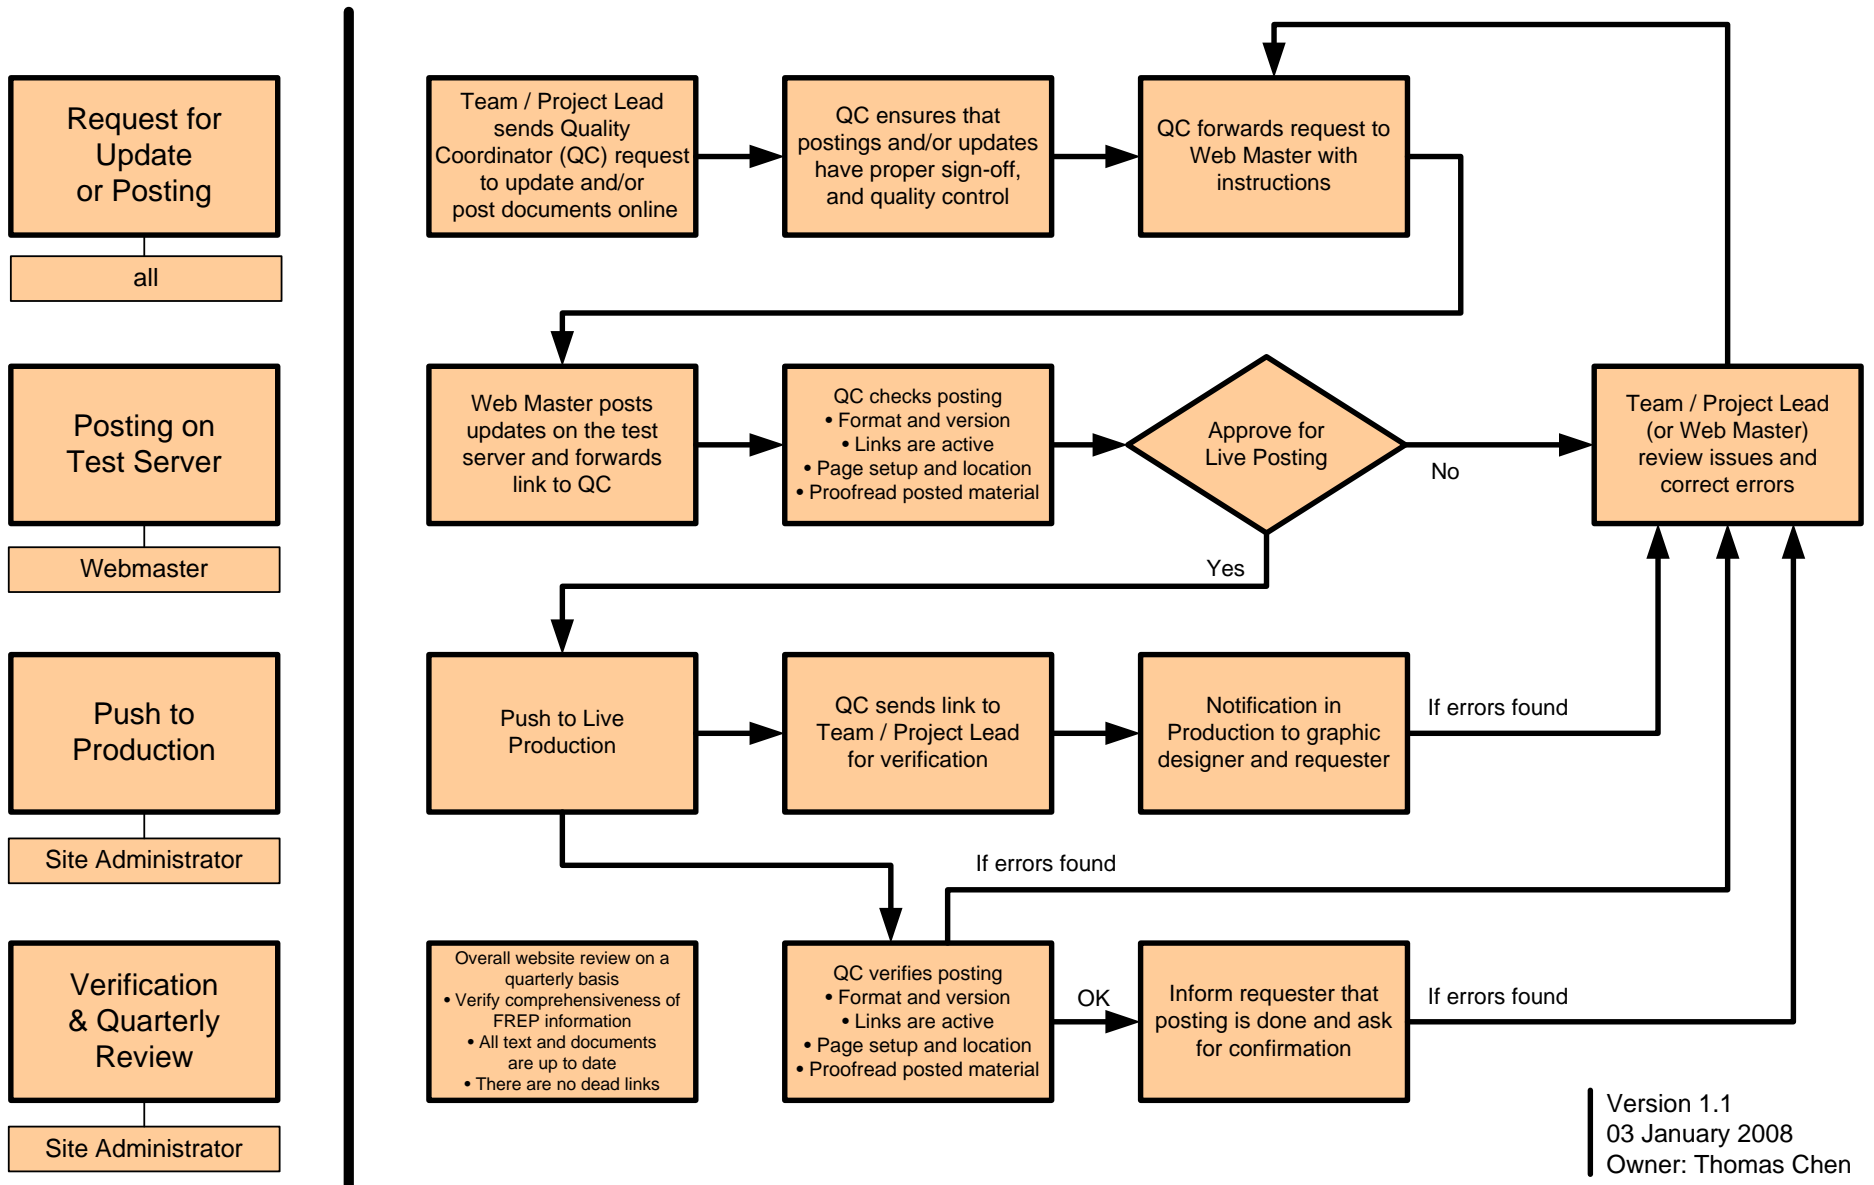 Request for
Update
or Posting
all
Team / Project Lead
sends Quality
Coordinator (QC) request
to update and/or
post documents online
QC ensures that
postings and/or updates
have proper sign-off,
and quality control
QC forwards request to
Web Master with
instructions
Posting on
Test Server
Webmaster
Web Master posts
updates on the test
server and forwards
link to QC
QC checks posting
• Format and version
• Links are active
• Page setup and location
• Proofread posted material
Approve for
Live Posting
No
Yes
Team / Project Lead
(or Web Master)
review issues and
correct errors
Push to
Production
Site Administrator
Push to Live
Production
QC sends link to
Team / Project Lead
for verification
Notification in
Production to graphic
designer and requester
If errors found
If errors found
Verification
& Quarterly
Review
Site Administrator
Overall website review on a
quarterly basis
• Verify comprehensiveness of
FREP information
• All text and documents
are up to date
• There are no dead links
QC verifies posting
• Format and version
• Links are active
• Page setup and location
• Proofread posted material
OK
Inform requester that
posting is done and ask
for confirmation
If errors found
Version 1.1
03 January 2008
Owner: Thomas Chen